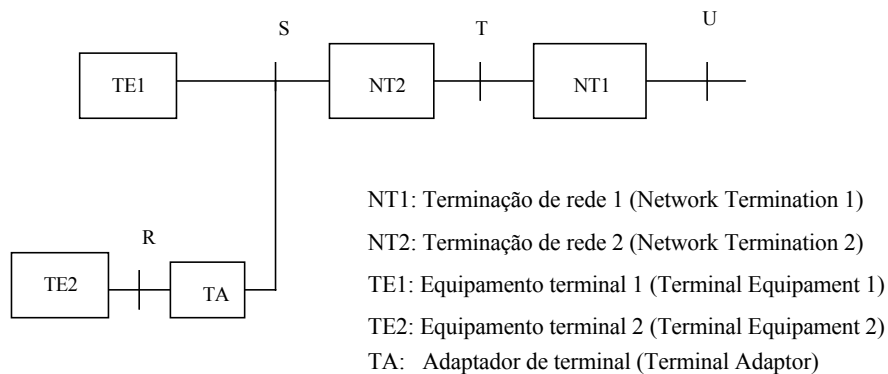 S
T
U
TE1
NT2
NT1
NT1: Terminação de rede 1 (Network Termination 1)
R
NT2: Terminação de rede 2 (Network Termination 2)
TE2
TA
TE1: Equipamento terminal 1 (Terminal Equipament 1)
TE2: Equipamento terminal 2 (Terminal Equipament 2)
TA: Adaptador de terminal (Terminal Adaptor)